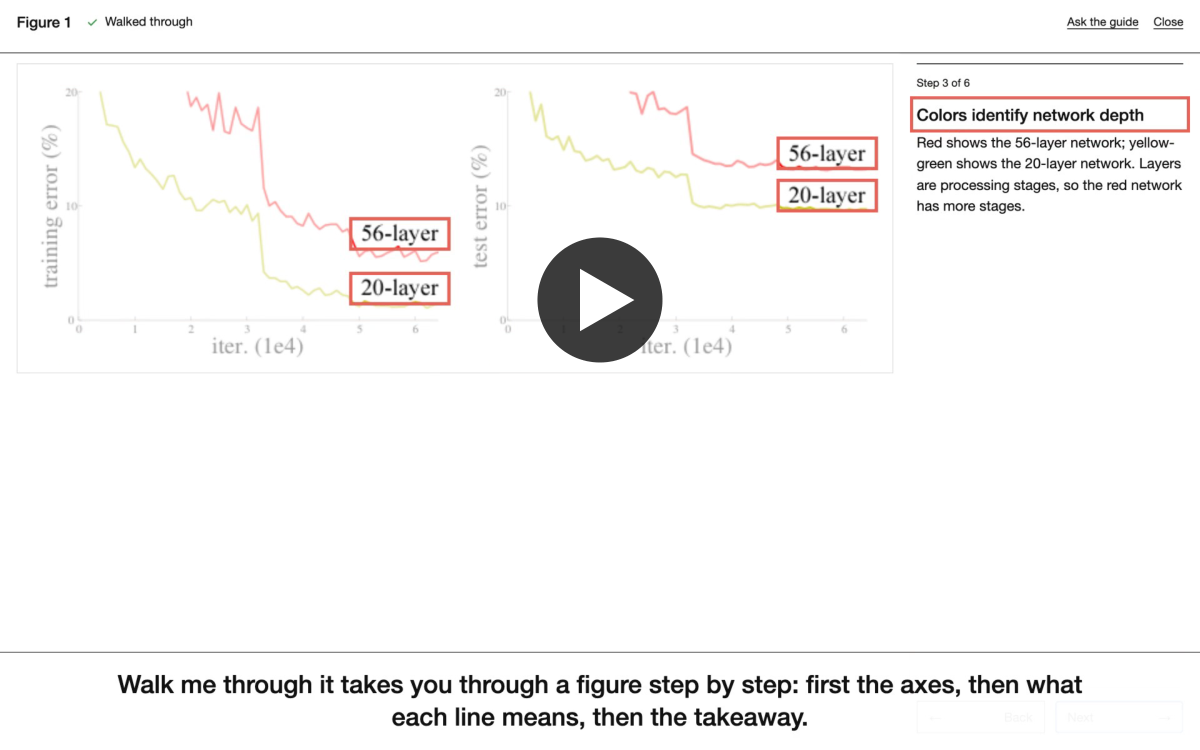 Figure 1
Walked through
Ask the guide
Close
20
10
0
training error (%)
56-layer
20-layer
0 1 2 3 4 5 6
iter. (1e4)
20
10
0
test error (%)
56-layer
20-layer
0 1 2 3 4 5 6
iter. (1e4)
Step 3 of 6
Colors identify network depth
Red shows the 56-layer network; yellow-
green shows the 20-layer network. Layers
are processing stages, so the red network
has more stages.
Walk me through it takes you through a figure step by step: first the axes, then what
each line means, then the takeaway.
Back
Next